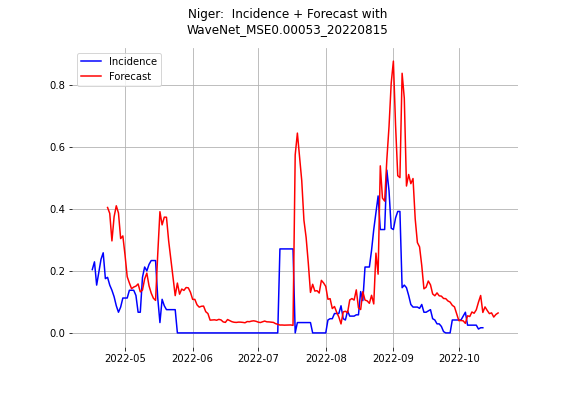 Niger:  Incidence + Forecast with
WaveNet_MSE0.00053_20220815
Incidence
Forecast
0.8
0.6
0.4
0.2
0.0
2022-05 2022-06 2022-07 2022-08 2022-09 2022-10